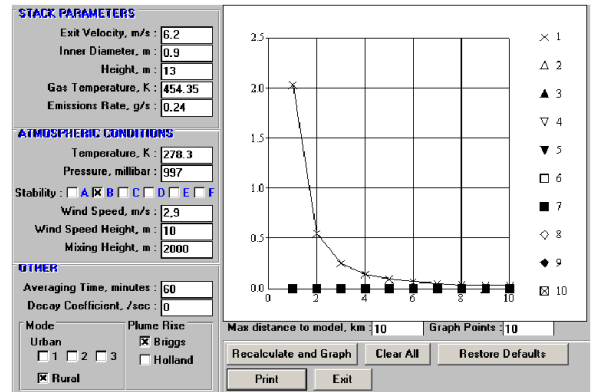 STACK PARAMETERS
Exit Velocity, m/s : 6.2
Inner Diameter, m : 0.9
Height, m : 13
Gas Temperature, K : 454.35
Emissions Rate, g/s : 0.24
ATMOSPHERIC CONDITIONS
Temperature, K : 278.3
Pressure, millibar : 997
Stability : A B C D E F
Wind Speed, m/s : 2,9
Wind Speed Height, m : 10
Mixing Height, m : 2000
OTHER
Averaging Time, minutes : 60
Decay Coefficient, /sec : 0
Mode
Urban
1 2 3
Rural
Plume Rise
Briggs
Holland
2.5
2.0
1.5
1.0
0.5
0.0
0 2 4 6 8 10
1
2
3
4
5
6
7
8
9
10
Max distance to model, km : 10 Graph Points : 10
Recalculate and Graph Clear All Restore Defaults
Print Exit